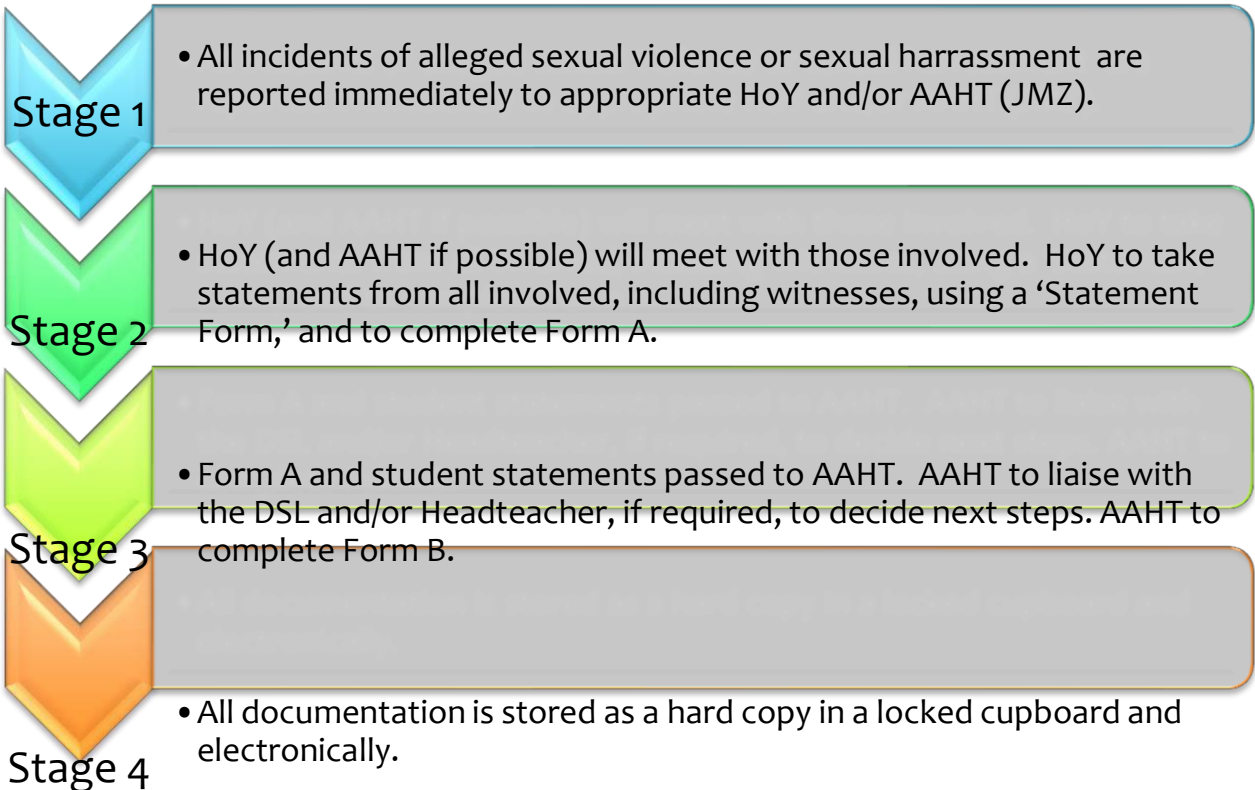 Stage 1
• All incidents of alleged sexual violence or sexual harrassment are
reported immediately to appropriate HoY and/or AAHT (JMZ).
Stage 2
• HoY (and AAHT if possible) will meet with those involved. HoY to take
statements from all involved, including witnesses, using a ‘Statement
Form,’ and to complete Form A.
Stage 3
• Form A and student statements passed to AAHT. AAHT to liaise with
the DSL and/or Headteacher, if required, to decide next steps. AAHT to
complete Form B.
Stage 4
• All documentation is stored as a hard copy in a locked cupboard and
electronically.